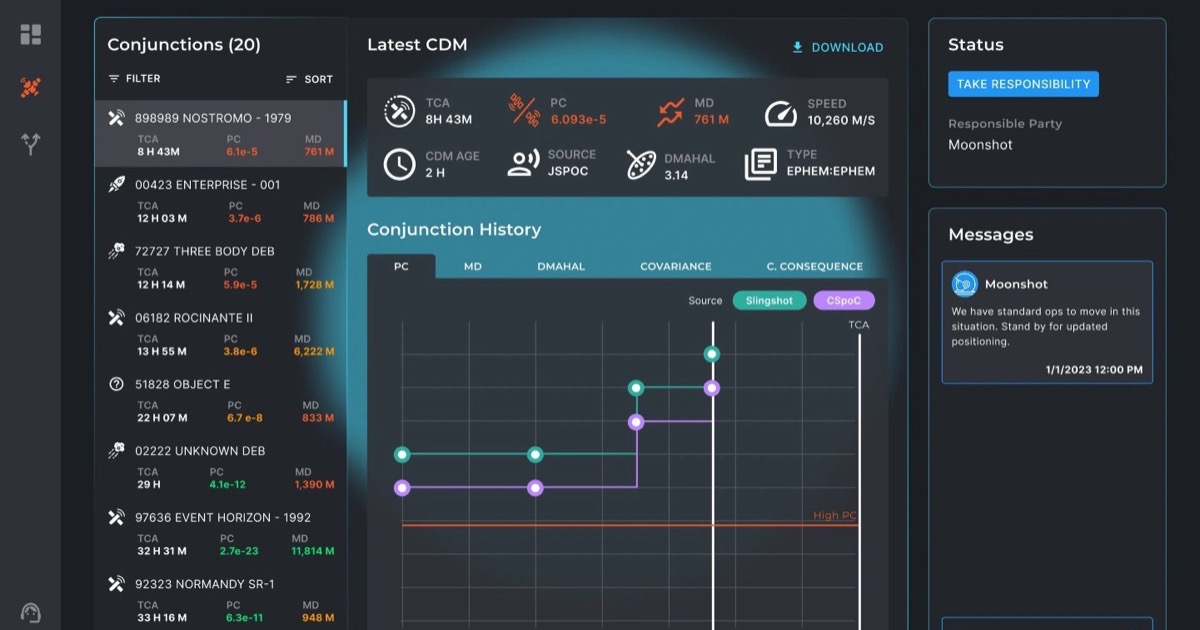 Conjunctions (20)
FILTER SORT
898989 NOSTROMO - 1979
TCA PC MD
8 H 43M 6.1e-5 761 M
00423 ENTERPRISE - 001
TCA PC MD
12 H 03 M 3.7e-6 786 M
72727 THREE BODY DEB
TCA PC MD
12 H 14 M 5.9e-5 1,728 M
06182 ROCINANTE II
TCA PC MD
13 H 55 M 3.8e-6 6,222 M
51828 OBJECT E
TCA PC MD
22 H 07 M 6.7 e-8 833 M
02222 UNKNOWN DEB
TCA PC MD
29 H 4.1e-12 1,390 M
97636 EVENT HORIZON - 1992
TCA PC MD
32 H 31 M 2.7e-23 11,814 M
92323 NORMANDY SR-1
TCA PC MD
33 H 16 M 6.3e-11 948 M
Latest CDM
DOWNLOAD
TCA PC MD SPEED
8H 43M 6.093e-5 761 M 10,260 M/S
CDM AGE SOURCE DMAHAL TYPE
2 H JSPOC 3.14 EPHEM:EPHEM
Conjunction History
PC MD DMAHAL COVARIANCE C. CONSEQUENCE
Source Slingshot CSpoC
TCA
High PC
Status
TAKE RESPONSIBILITY
Responsible Party
Moonshot
Messages
Moonshot
We have standard ops to move in this
situation. Stand by for updated
positioning.
1/1/2023 12:00 PM